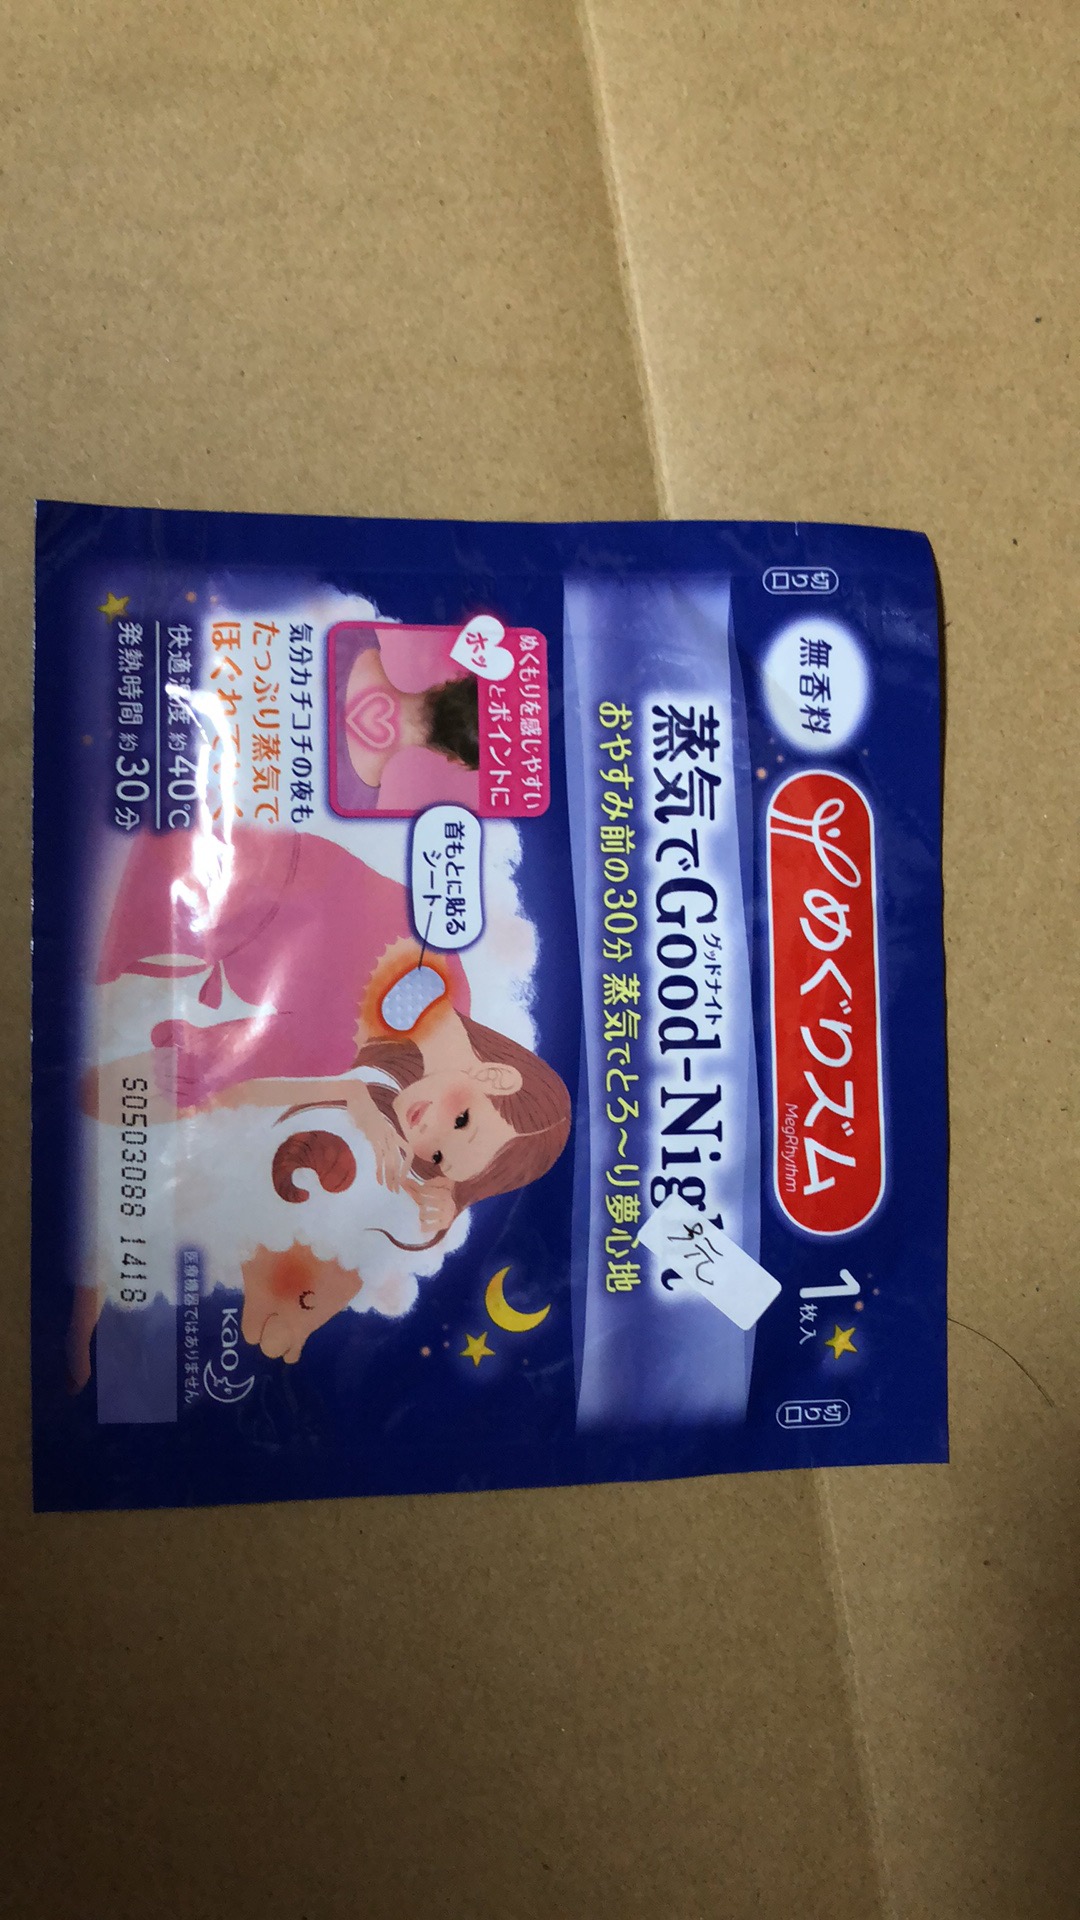 切り口
無香料
めぐりズム
MegRhythm
1枚入
切り口
グッドナイト
蒸気でGood-Nig
おやすみ前の30分 蒸気でとろ〜り夢心地
ぬくもりを感じやすい
ホッとポイントに
首もとに貼る
シート
気分カチコチの夜も
たっぷり蒸気で
ほぐれて
快適温度 約40℃
発熱時間 約30分
Kao
医療機器ではありません
S0503088 1418